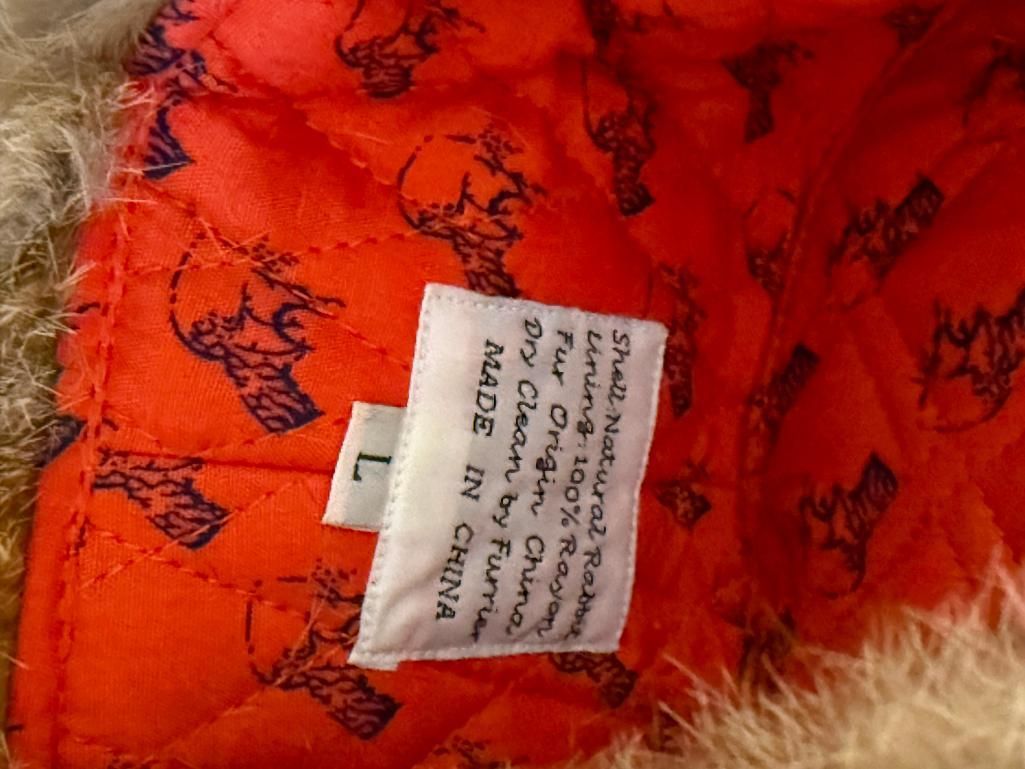 Shell:Natural Rabbit
Lining:100% Rayon
Fur Origin China
Dry Clean by Furrier
MADE IN CHINA
L